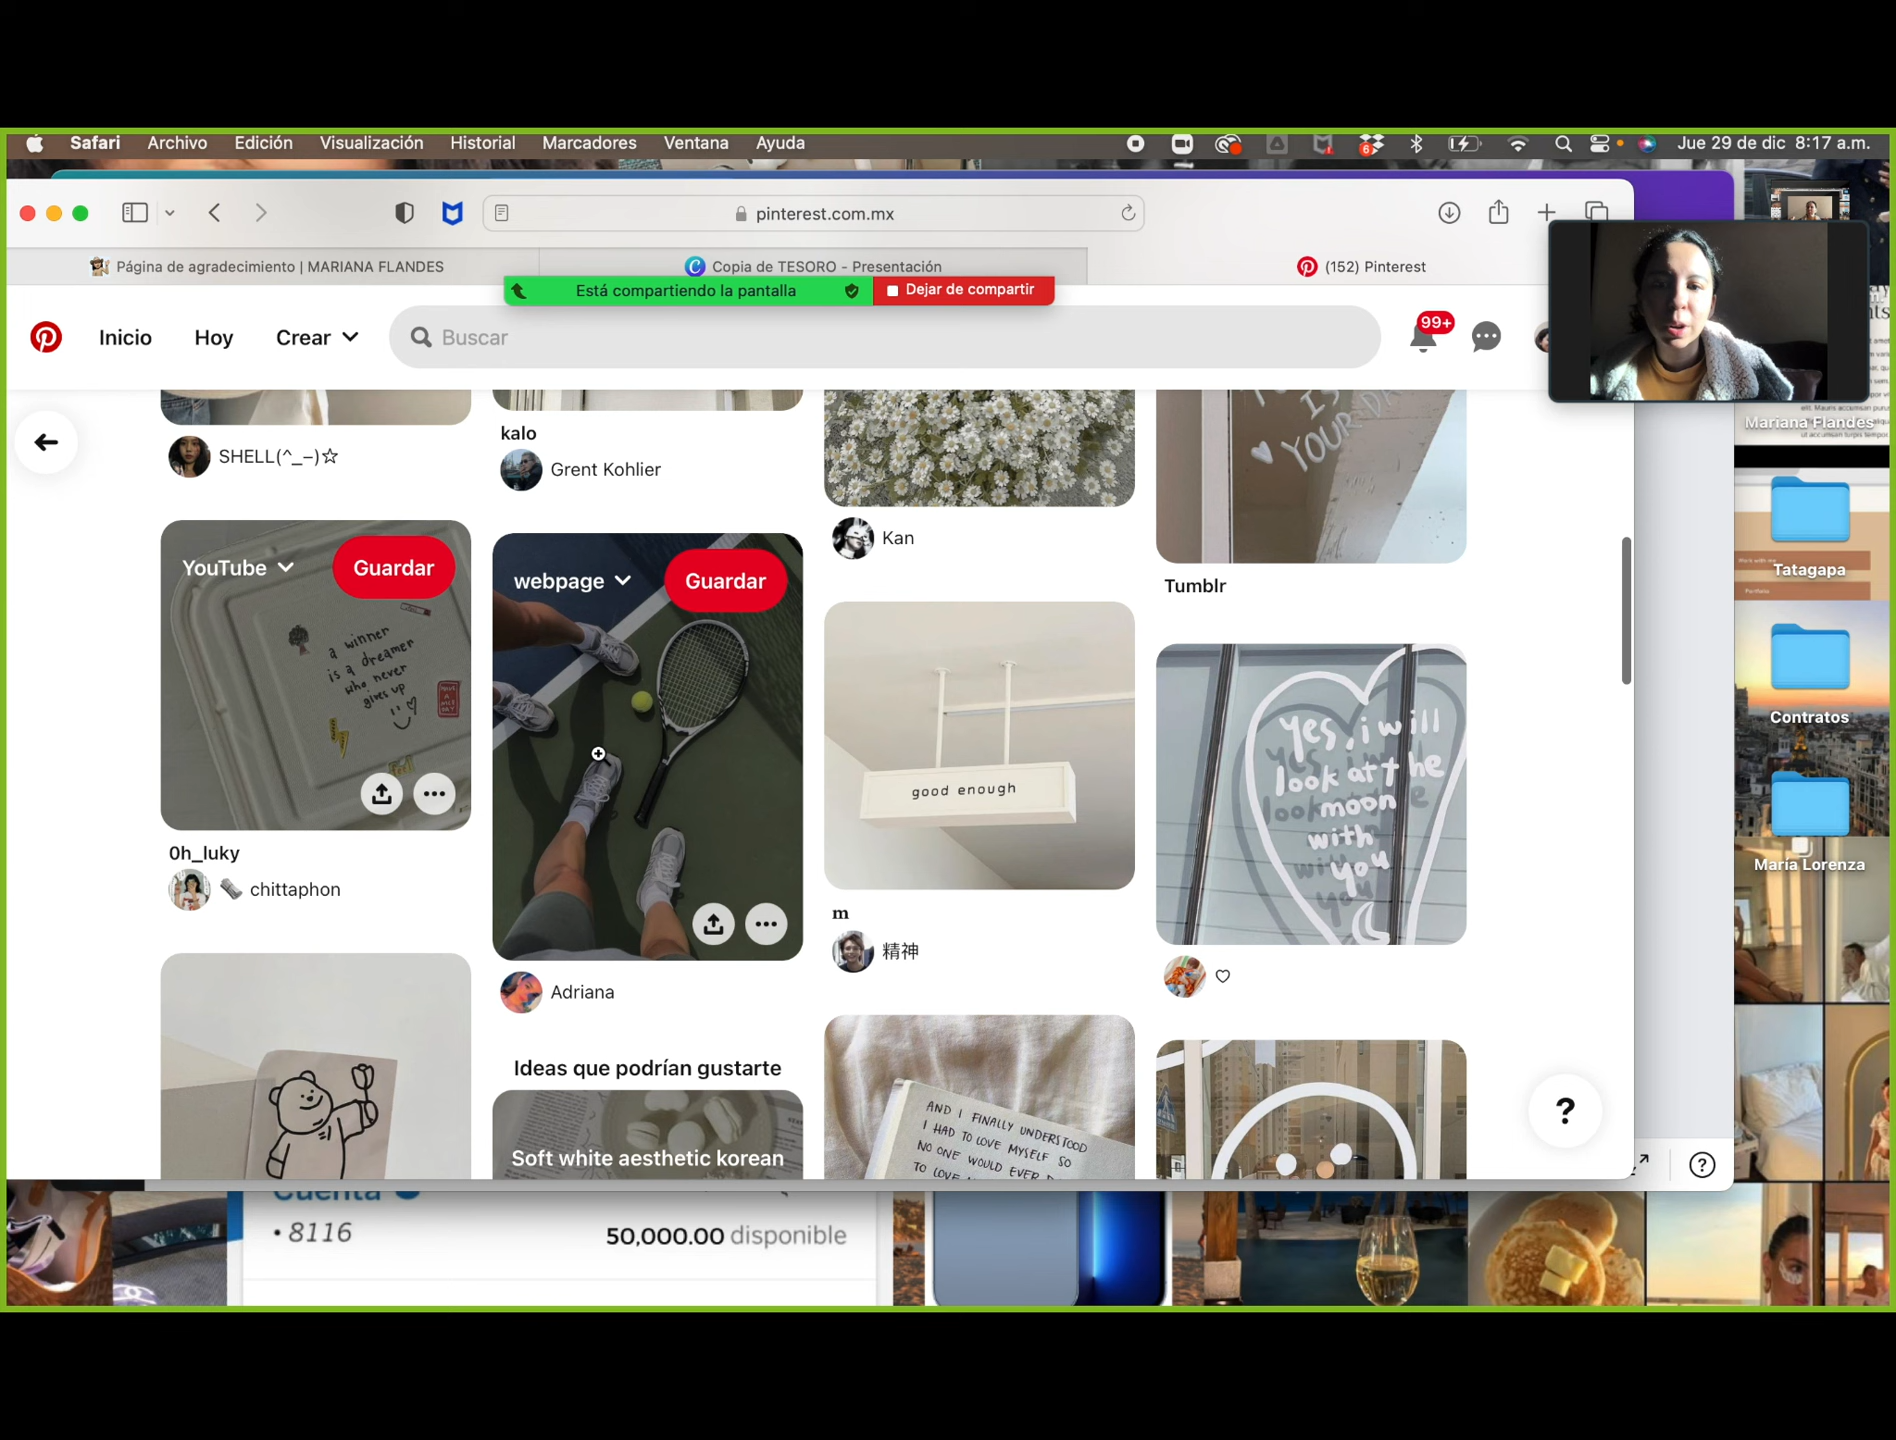 Safari Archivo Edición Visualización Historial Marcadores Ventana Ayuda
6
Jue 29 de dic 8:17 a.m.
pinterest.com.mx
Página de agradecimiento | MARIANA FLANDES
Copia de TESORO - Presentación
(152) Pinterest
Está compartiendo la pantalla
Dejar de compartir
Inicio Hoy Crear
Buscar
99+
Mariana Flandes
Tatagapa
Contratos
María Lorenza
SHELL(^_–)☆
YouTube
Guardar
a winner
is a dreamer
who never
gives up
0h_luky
chittaphon
kalo
Grent Kohlier
webpage
Guardar
Adriana
Ideas que podrían gustarte
Soft white aesthetic korean
Kan
good enough
m
精神
AND I FINALLY UNDERSTOOD
I HAD TO LOVE MYSELF SO
NO ONE WOULD EVER
IS
YOUR
Tumblr
yes, i will
look at the
moon
with
you
♡
?
?
Cuenta
• 8116
50,000.00 disponible